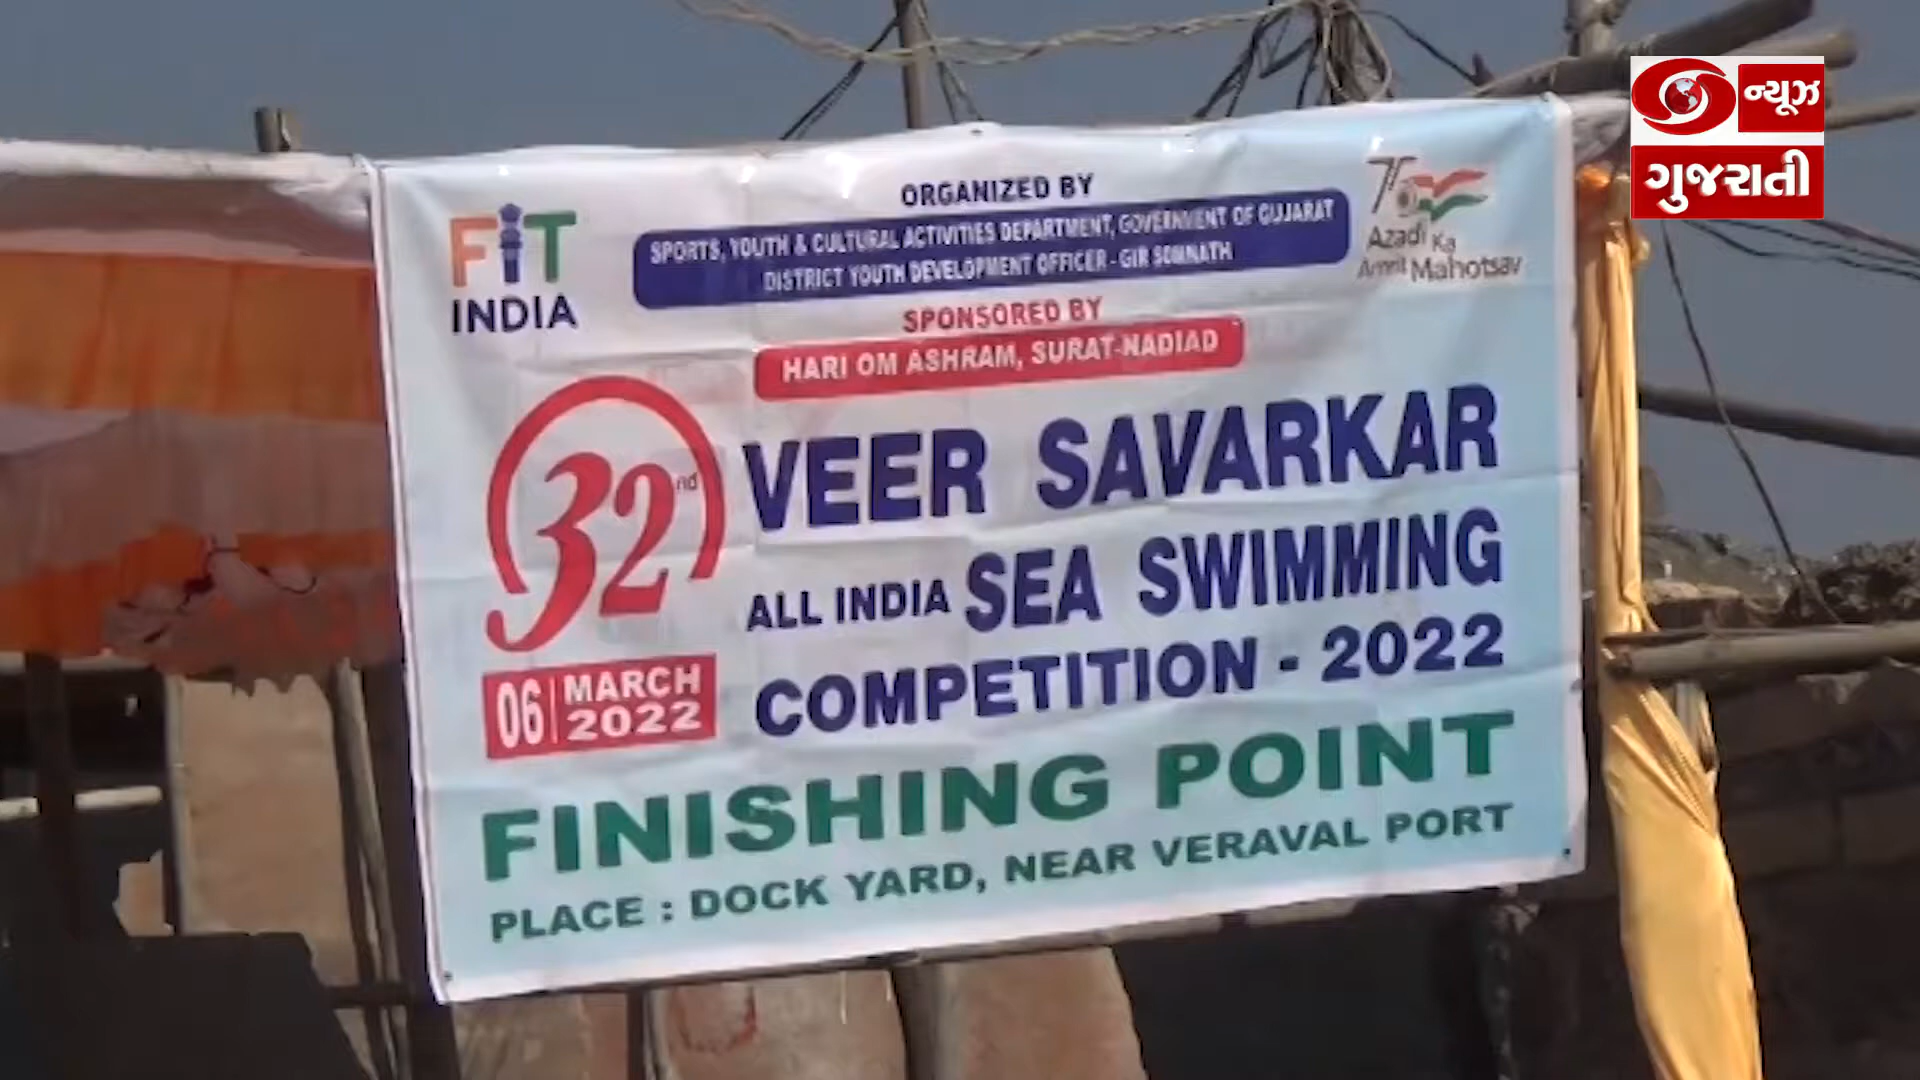 ન્યૂઝ
ગુજરાતી
FIT
INDIA
ORGANIZED BY
SPORTS, YOUTH & CULTURAL ACTIVITIES DEPARTMENT, GOVERNMENT OF GUJARAT
DISTRICT YOUTH DEVELOPMENT OFFICER - GIR SOMNATH
75
Azadi Ka
Amrit Mahotsav
SPONSORED BY
HARI OM ASHRAM, SURAT-NADIAD
32nd
VEER SAVARKAR
ALL INDIA SEA SWIMMING
COMPETITION - 2022
06 MARCH
2022
FINISHING POINT
PLACE : DOCK YARD, NEAR VERAVAL PORT